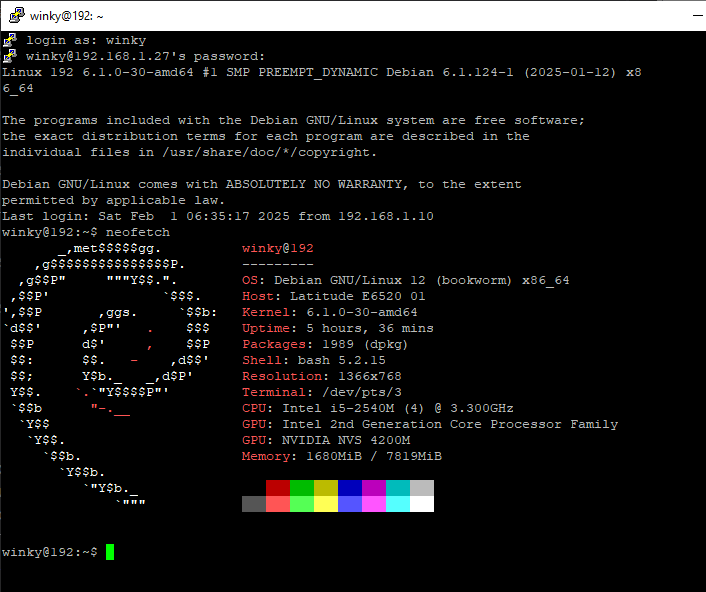 winky@192: ~
login as: winky
winky@192.168.1.27's password:
Linux 192 6.1.0-30-amd64 #1 SMP PREEMPT_DYNAMIC Debian 6.1.124-1 (2025-01-12) x8
6_64
The programs included with the Debian GNU/Linux system are free software;
the exact distribution terms for each program are described in the
individual files in /usr/share/doc/*/copyright.
Debian GNU/Linux comes with ABSOLUTELY NO WARRANTY, to the extent
permitted by applicable law.
Last login: Sat Feb  1 06:35:17 2025 from 192.168.1.10
winky@192:~$ neofetch
       _,met$$$$$gg.          winky@192
    ,g$$$$$$$$$$$$$$$P.       ---------
  ,g$$P"     """Y$$.".        OS: Debian GNU/Linux 12 (bookworm) x86_64
 ,$$P'              `$$$.     Host: Latitude E6520 01
',$$P       ,ggs.     `$$b:   Kernel: 6.1.0-30-amd64
`d$$'     ,$P"'   .    $$$    Uptime: 5 hours, 36 mins
 $$P      d$'     ,    $$P    Packages: 1989 (dpkg)
 $$:      $$.   -    ,d$$'    Shell: bash 5.2.15
 $$;      Y$b._   _,d$P'      Resolution: 1366x768
 Y$$.    `.`"Y$$$$P"'         Terminal: /dev/pts/3
 `$$b      "-.__              CPU: Intel i5-2540M (4) @ 3.300GHz
  `Y$$                        GPU: Intel 2nd Generation Core Processor Family
   `Y$$.                      GPU: NVIDIA NVS 4200M
     `$$b.                    Memory: 1680MiB / 7819MiB
       `Y$$b.
          `"Y$b._
              `"""
winky@192:~$